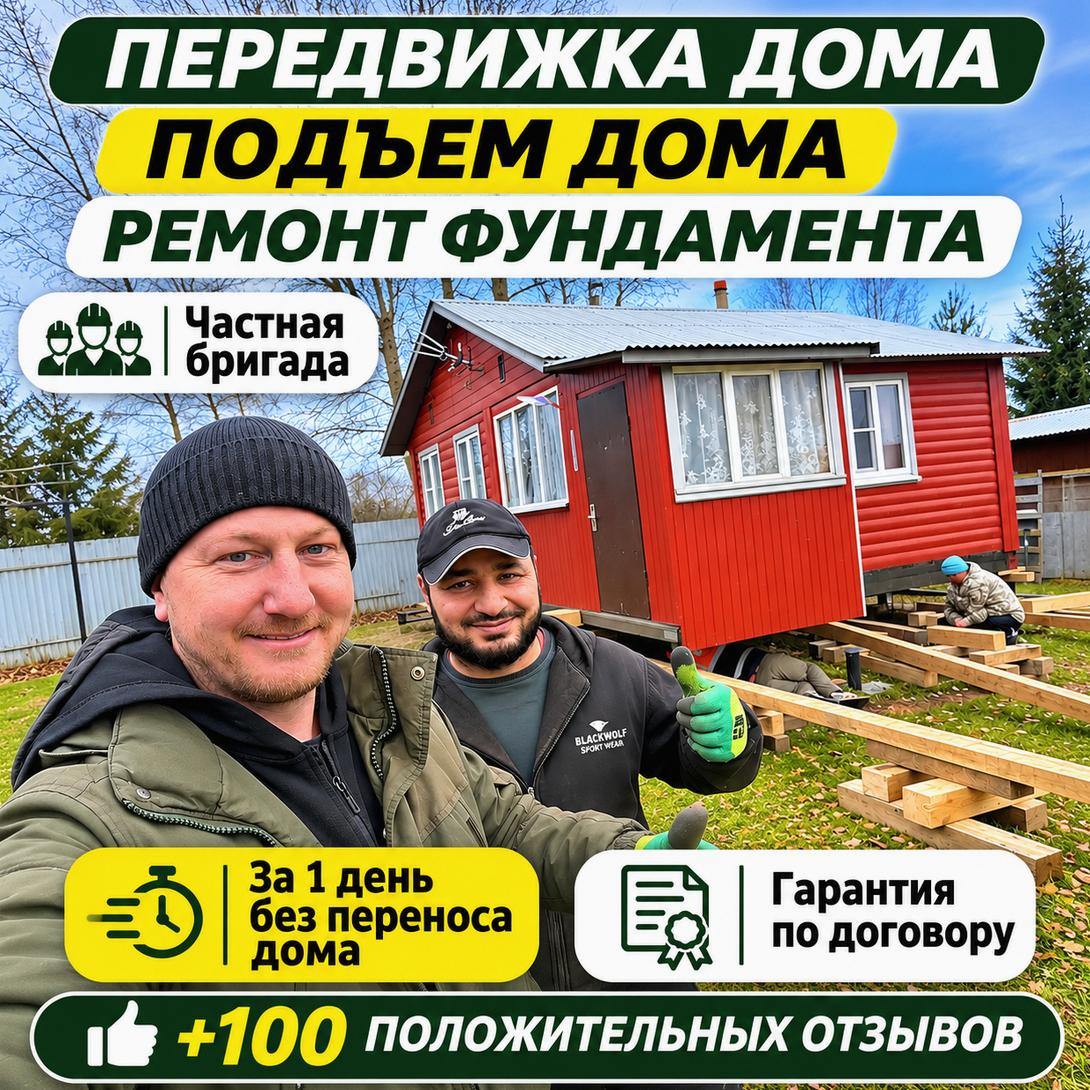 ПЕРЕДВИЖКА ДОМА
ПОДЪЕМ ДОМА
РЕМОНТ ФУНДАМЕНТА
Частная
бригада
BLACKWOLF
SPORT WEAR
За 1 день
без переноса
дома
Гарантия
по договору
+100 ПОЛОЖИТЕЛЬНЫХ ОТЗЫВОВ